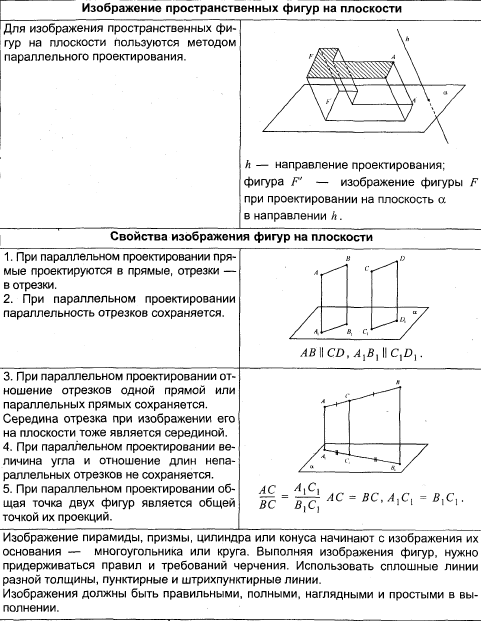 Изображение пространственных фигур на плоскости
Для изображения пространственных фи-
гур на плоскости пользуются методом
параллельного проектирования.
h
F
A
α
F'
A'
h — направление проектирования;
фигура F′ — изображение фигуры F
при проектировании на плоскость α
в направлении h.
Свойства изображения фигур на плоскости
1. При параллельном проектировании пря-
мые проектируются в прямые, отрезки —
в отрезки.
2. При параллельном проектировании
параллельность отрезков сохраняется.
B
D
A
C
α
A₁
B₁
C₁
D₁
AB ∥ CD, A₁B₁ ∥ C₁D₁.
3. При параллельном проектировании от-
ношение отрезков одной прямой или
параллельных прямых сохраняется.
Середина отрезка при изображении его
на плоскости тоже является серединой.
4. При параллельном проектировании ве-
личина угла и отношение длин непа-
раллельных отрезков не сохраняется.
5. При параллельном проектировании об-
щая точка двух фигур является общей
точкой их проекций.
B
C
A
A₁
C₁
B₁
α
AC/BC = A₁C₁/B₁C₁ AC = BC, A₁C₁ = B₁C₁.
Изображение пирамиды, призмы, цилиндра или конуса начинают с изображения их
основания — многоугольника или круга. Выполняя изображения фигур, нужно
придерживаться правил и требований черчения. Использовать сплошные линии
разной толщины, пунктирные и штрихпунктирные линии.
Изображения должны быть правильными, полными, наглядными и простыми в вы-
полнении.